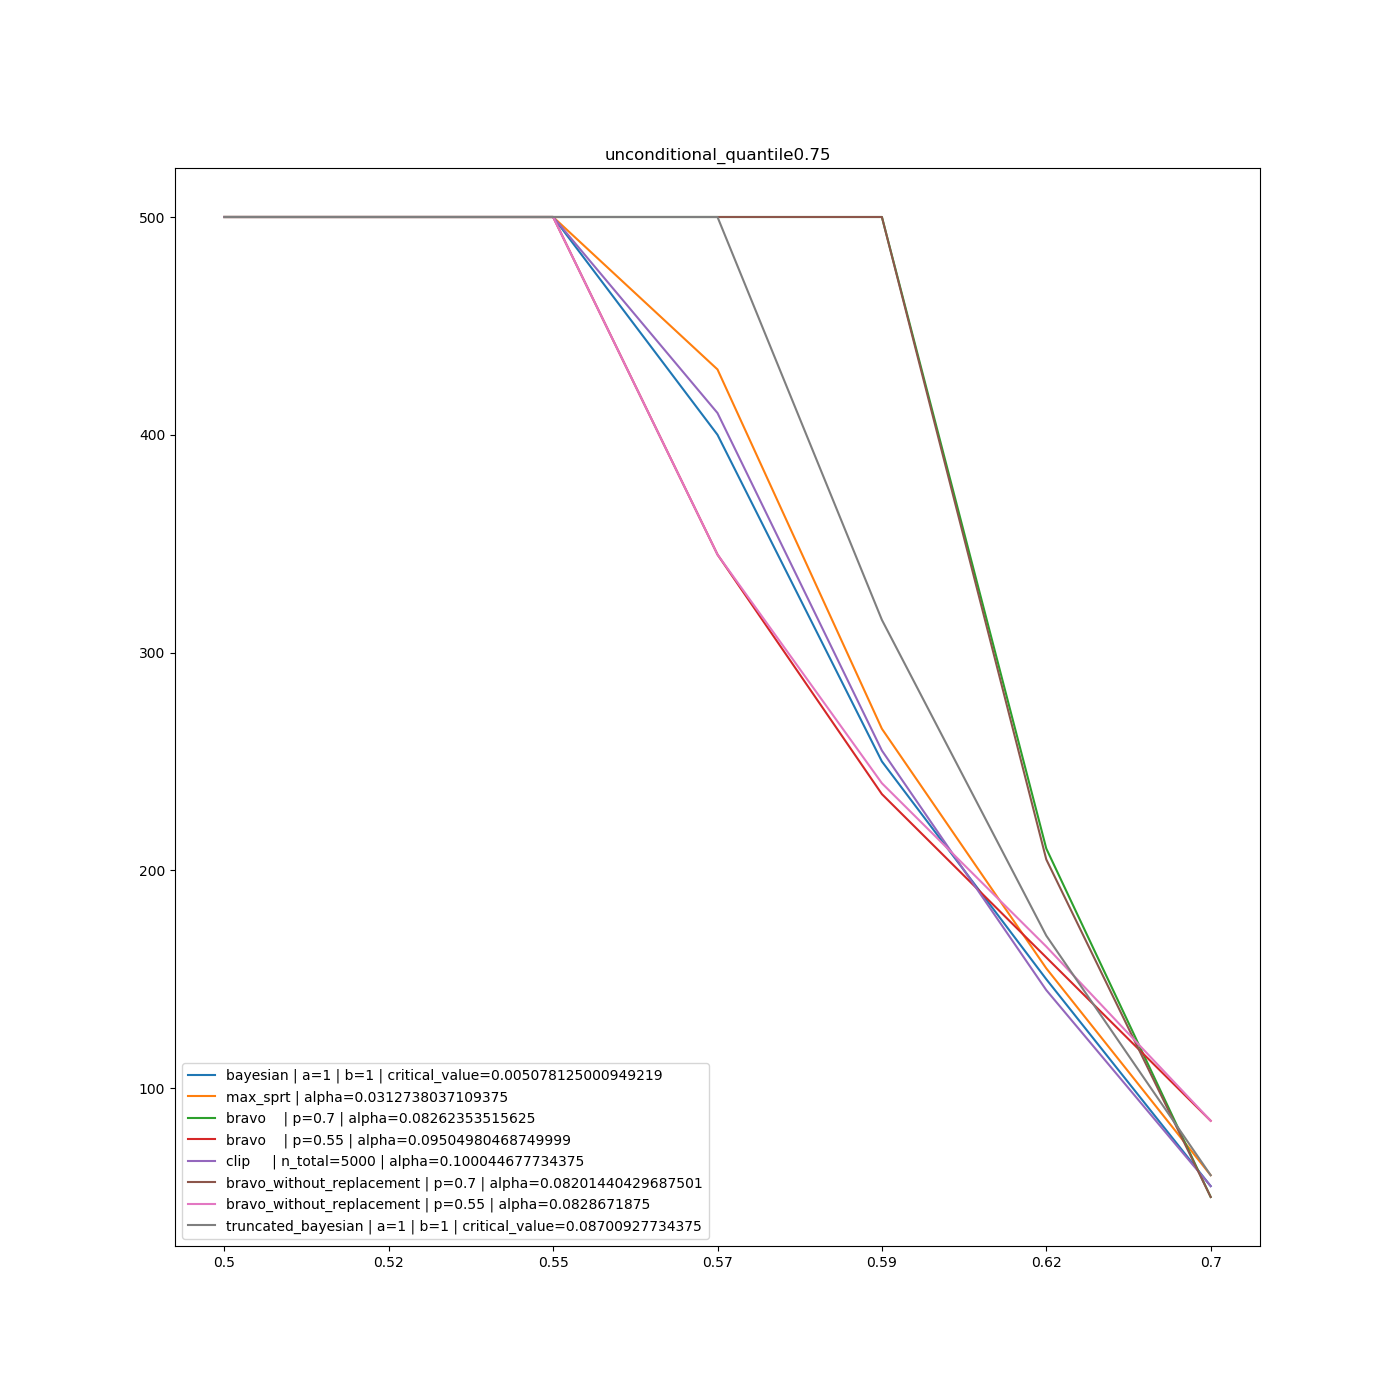 unconditional_quantile0.75
500
400
300
200
100
bayesian | a=1 | b=1 | critical_value=0.005078125000949219
max_sprt | alpha=0.0312738037109375
bravo    | p=0.7 | alpha=0.08262353515625
bravo    | p=0.55 | alpha=0.09504980468749999
clip     | n_total=5000 | alpha=0.100044677734375
bravo_without_replacement | p=0.7 | alpha=0.08201440429687501
bravo_without_replacement | p=0.55 | alpha=0.0828671875
truncated_bayesian | a=1 | b=1 | critical_value=0.08700927734375
0.5 0.52 0.55 0.57 0.59 0.62 0.7